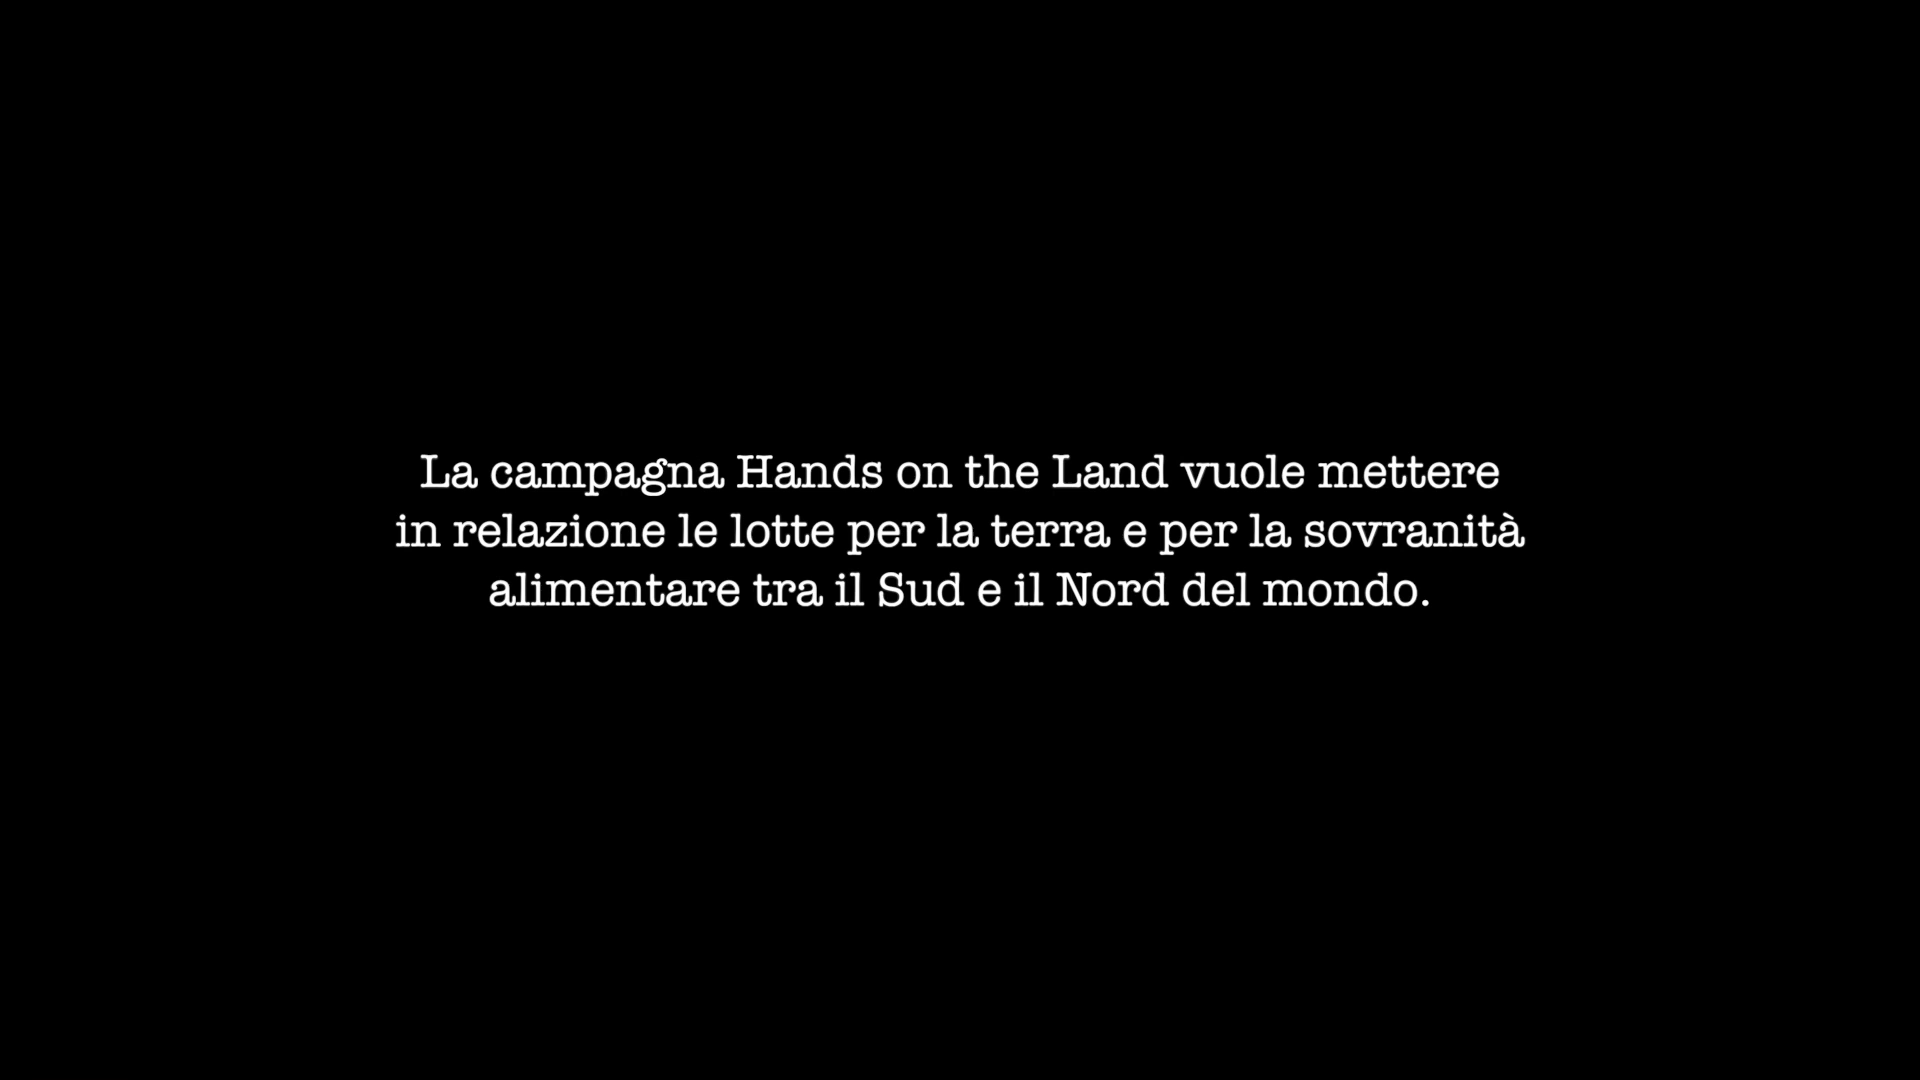 La campagna Hands on the Land vuole mettere
in relazione le lotte per la terra e per la sovranità
alimentare tra il Sud e il Nord del mondo.